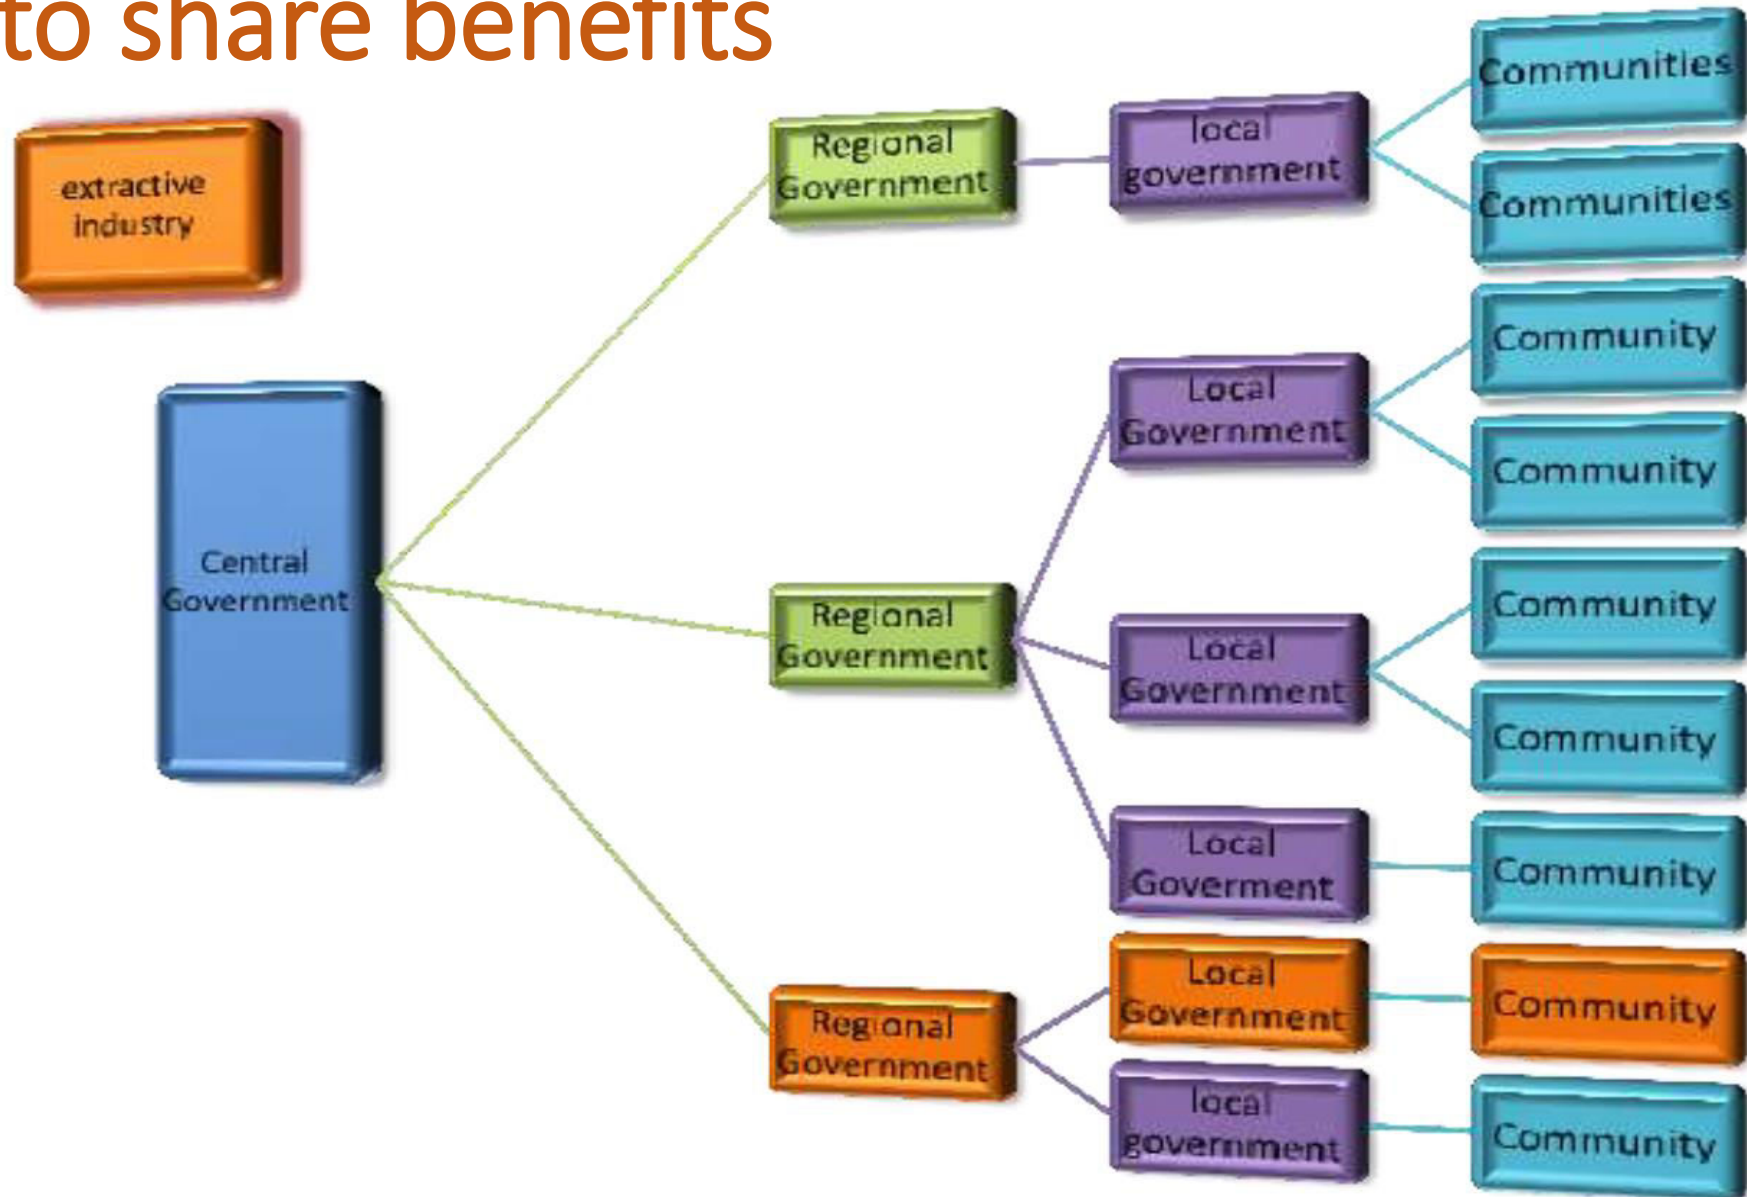 to share benefits
extractive
industry
Central
Government
Regional
Government
local
government
Communities
Communities
Regional
Government
Local
Government
Community
Community
Local
Government
Community
Community
Local
Goverment
Community
Regional
Government
Local
Government
Community
local
government
Community